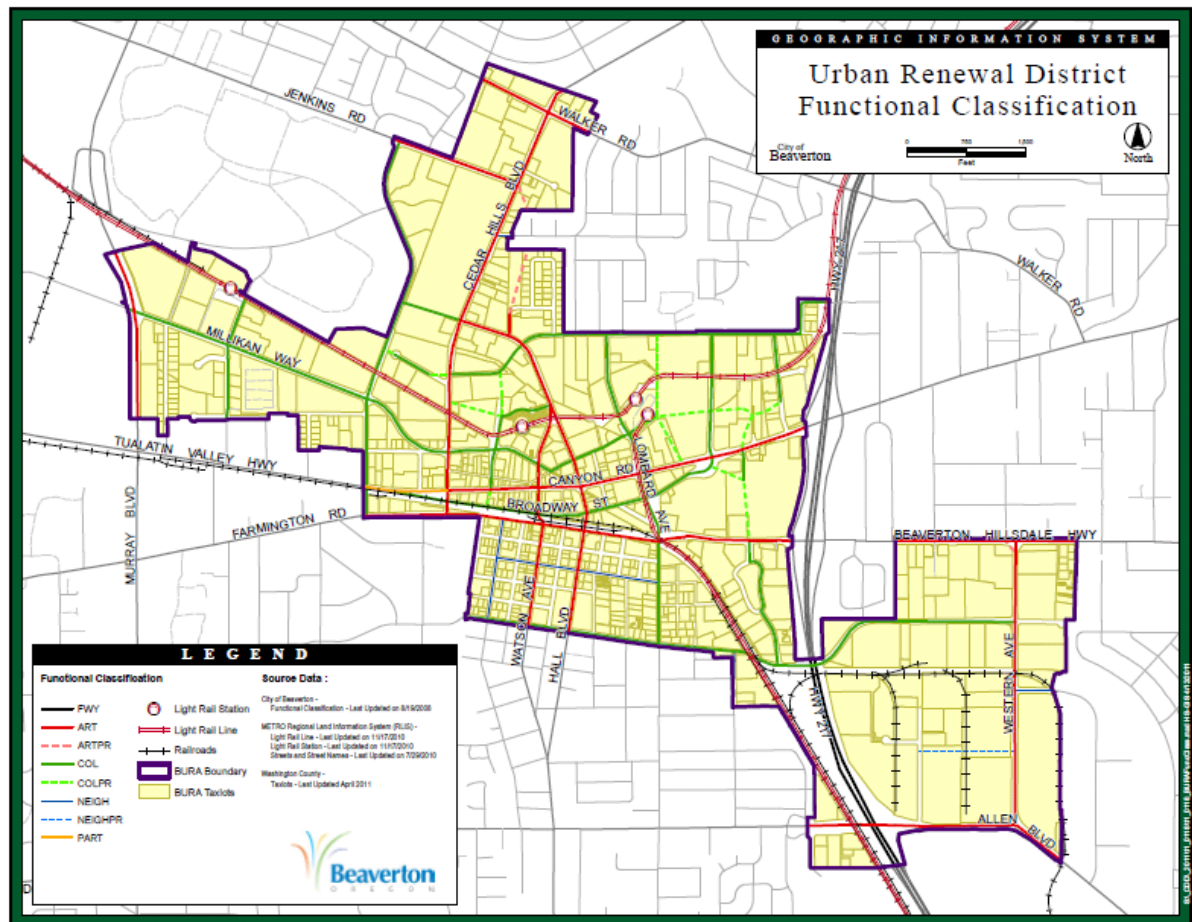 GEOGRAPHIC INFORMATION SYSTEM
Urban Renewal District
Functional Classification
City of
Beaverton
0 750 1,500
Feet
North
JENKINS RD
WALKER RD
CEDAR HILLS BLVD
HWY 217
WALKER RD
MILLIKAN WAY
TUALATIN VALLEY HWY
CANYON RD
LOMBARD AVE
BROADWAY ST
MURRAY BLVD
FARMINGTON RD
BEAVERTON HILLSDALE HWY
WATSON AVE
HALL BLVD
WESTERN AVE
HWY 217
ALLEN BLVD
LEGEND
Functional Classification
FWY
ART
ARTPR
COL
COLPR
NEIGH
NEIGHPR
PART
Light Rail Station
Light Rail Line
Railroads
BURA Boundary
BURA Taxlots
Source Data :
City of Beaverton -
Functional Classification - Last Updated on 8/19/2008
METRO Regional Land Information System (RLIS) -
Light Rail Line - Last Updated on 11/17/2010
Light Rail Station - Last Updated on 11/17/2010
Streets and Street Names - Last Updated on 7/29/2010
Washington County -
Taxlots - Last Updated April 2011
Beaverton
OREGON